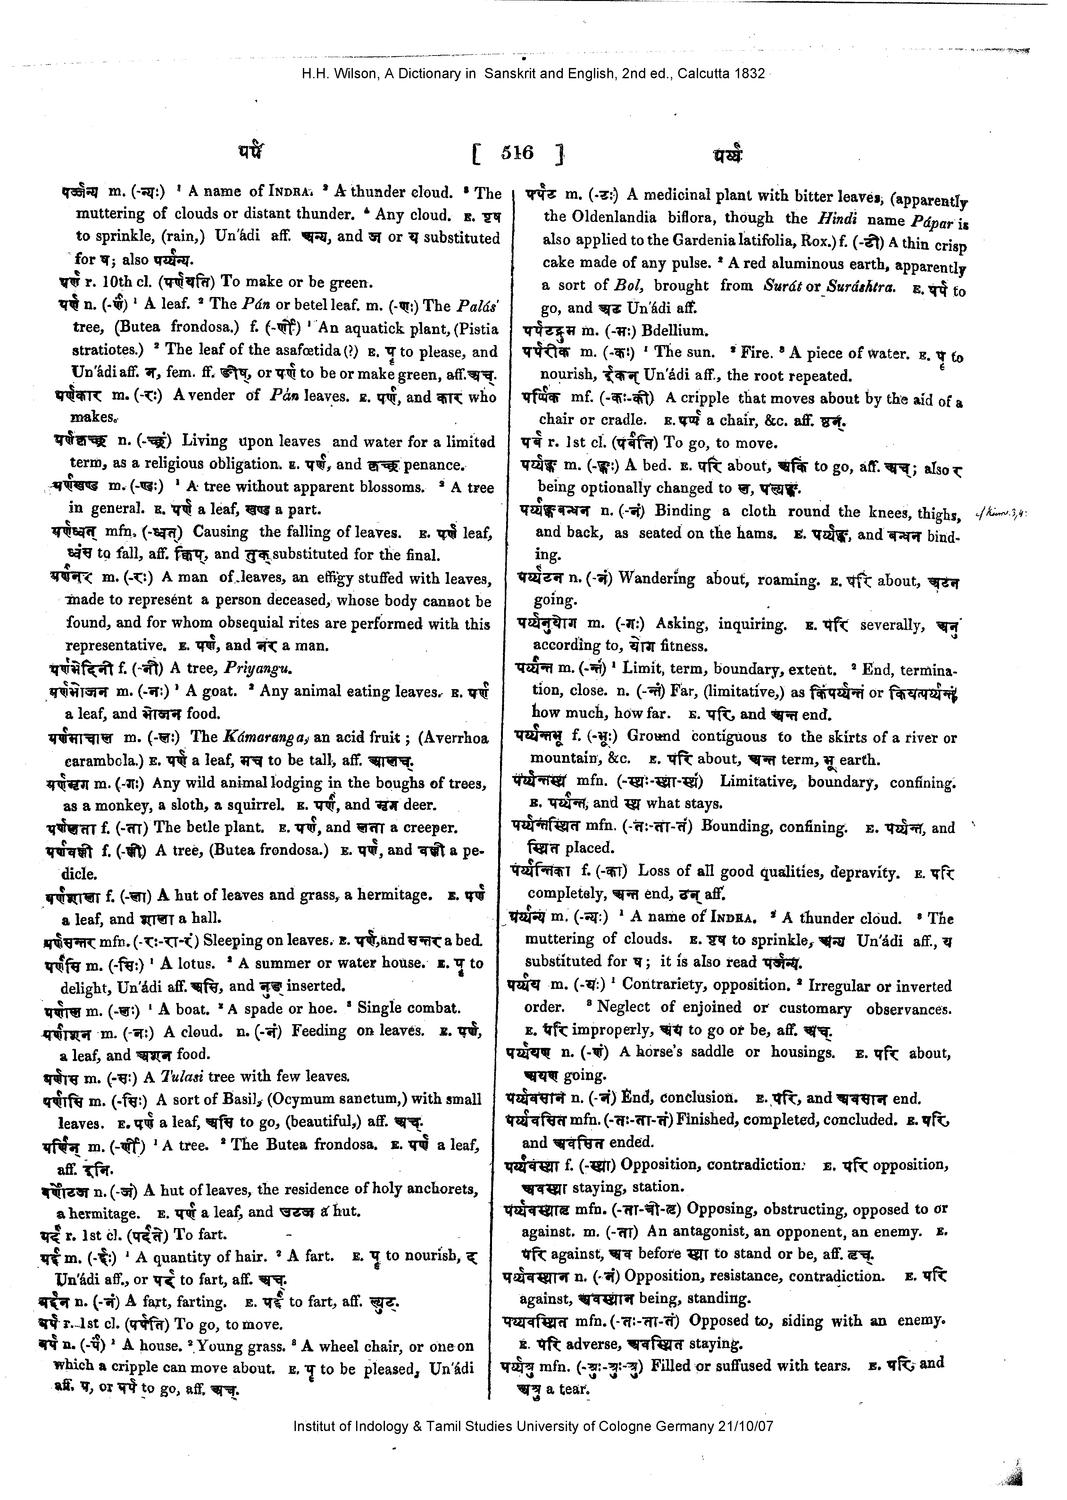 H.H. Wilson, A Dictionary in Sanskrit and English, 2nd ed., Calcutta 1832
पर्प [ 516 ] पर्य्य
पर्ज्जन्य m. (-न्यः) ¹ A name of INDRA. ² A thunder cloud. ³ The
muttering of clouds or distant thunder. ⁴ Any cloud. E. वृष
to sprinkle, (rain,) Un'ádi aff. अन्य, and ज or य substituted
for ष; also पर्य्यन्य.
पर्ण r. 10th cl. (पर्णयति) To make or be green.
पर्ण n. (-र्णं) ¹ A leaf. ² The Pán or betel leaf. m. (-णः) The Palás'
tree, (Butea frondosa.) f. (-र्णी) ¹ An aquatick plant, (Pistia
stratiotes.) ² The leaf of the asafœtida (?) E. पॄ to please, and
Un'ádi aff. न, fem. ff. ङीष्, or पर्ण to be or make green, aff. अच्.
पर्णकार m. (-रः) A vender of Pán leaves. E. पर्ण, and कार who
makes.
पर्णकृच्छ्र n. (-च्छ्रं) Living upon leaves and water for a limited
term, as a religious obligation. E. पर्ण, and कृच्छ्र penance.
पर्णखण्ड m. (-ण्डः) ¹ A tree without apparent blossoms. ² A tree
in general. E. पर्ण a leaf, खण्ड a part.
पर्णध्वत् mfn. (-ध्वत्) Causing the falling of leaves. E. पर्ण leaf,
ध्वंस to fall, aff. क्विप्, and तुक् substituted for the final.
पर्णनर m. (-रः) A man of leaves, an effigy stuffed with leaves,
made to represent a person deceased, whose body cannot be
found, and for whom obsequial rites are performed with this
representative. E. पर्ण, and नर a man.
पर्णभेदिनी f. (-नी) A tree, Priyangu.
पर्णभोजन m. (-नः) ¹ A goat. ² Any animal eating leaves. E. पर्ण
a leaf, and भोजन food.
पर्णमाचाल m. (-लः) The Kámaranga, an acid fruit; (Averrhoa
carambola.) E. पर्ण a leaf, मच to be tall, aff. आलच्.
पर्णमृग m. (-गः) Any wild animal lodging in the boughs of trees,
as a monkey, a sloth, a squirrel. E. पर्ण, and मृग deer.
पर्णलता f. (-ता) The betle plant. E. पर्ण, and लता a creeper.
पर्णवल्ली f. (-ल्ली) A tree, (Butea frondosa.) E. पर्ण, and वल्ली a pe-
dicle.
पर्णशाला f. (-ला) A hut of leaves and grass, a hermitage. E. पर्ण
a leaf, and शाला a hall.
पर्णसन्तर mfn. (-रः-रा-रं) Sleeping on leaves. E. पर्ण, and सन्तर a bed.
पर्णसि m. (-सिः) ¹ A lotus. ² A summer or water house. E. पॄ to
delight, Un'ádi aff. असि, and नुङ् inserted.
पर्णाल m. (-लः) ¹ A boat. ² A spade or hoe. ³ Single combat.
पर्णाशन m. (-नः) A cloud. n. (-नं) Feeding on leaves. E. पर्ण,
a leaf, and अशन food.
पर्णास m. (-सः) A Tulasi tree with few leaves.
पर्णासि m. (-सिः) A sort of Basil, (Ocymum sanctum,) with small
leaves. E. पर्ण a leaf, असि to go, (beautiful,) aff. अच्.
पर्णिन् m. (-र्णी) ¹ A tree. ² The Butea frondosa. E. पर्ण a leaf,
aff. इनि.
पर्णोटज n. (-जं) A hut of leaves, the residence of holy anchorets,
a hermitage. E. पर्ण a leaf, and उटज a hut.
पर्द r. 1st cl. (पर्दते) To fart.
पर्द m. (-र्दः) ¹ A quantity of hair. ² A fart. E. पॄ to nourish, द
Un'ádi aff., or पर्द to fart, aff. अच्.
पर्दन n. (-नं) A fart, farting. E. पर्द to fart, aff. ल्युट्.
पर्प r. 1st cl. (पर्पति) To go, to move.
पर्प n. (-र्पं) ¹ A house. ² Young grass. ³ A wheel chair, or one on
which a cripple can move about. E. पॄ to be pleased, Un'ádi
aff. प, or पर्प to go, aff. अच्.
पर्पट m. (-टः) A medicinal plant with bitter leaves, (apparently
the Oldenlandia biflora, though the Hindi name Pápar is
also applied to the Gardenia latifolia, Rox.) f. (-टी) A thin crisp
cake made of any pulse. ² A red aluminous earth, apparently
a sort of Bol, brought from Surát or Suráshtra. E. पर्प to
go, and अट Un'ádi aff.
पर्पटद्रुम m. (-मः) Bdellium.
पर्परीक m. (-कः) ¹ The sun. ² Fire. ³ A piece of water. E. पॄ to
nourish, ईकन् Un'ádi aff., the root repeated.
पर्पिक mf. (-कः-की) A cripple that moves about by the aid of a
chair or cradle. E. पर्प a chair, &c. aff. ठन्.
पर्ब r. 1st cl. (पर्बति) To go, to move.
पर्य्यङ्क m. (-ङ्कः) A bed. E. परि about, अकि to go, aff. अच्; also र
being optionally changed to ल, पल्यङ्क.
पर्य्यङ्कबन्धन n. (-नं) Binding a cloth round the knees, thighs,
and back, as seated on the hams. E. पर्य्यङ्क, and बन्धन bind-
ing.
पर्य्यटन n. (-नं) Wandering about, roaming. E. परि about, अटन
going.
पर्य्यनुयोग m. (-गः) Asking, inquiring. E. परि severally, अनु
according to, योग fitness.
पर्य्यन्त m. (-न्तः) ¹ Limit, term, boundary, extent. ² End, termina-
tion, close. n. (-न्तं) Far, (limitative,) as किंपर्य्यन्तं or कियत्पर्य्यन्तं
how much, how far. E. परि, and अन्त end.
पर्य्यन्तभू f. (-भूः) Ground contiguous to the skirts of a river or
mountain, &c. E. परि about, अन्त term, भू earth.
पर्य्यन्तस्थ mfn. (-स्थः-स्था-स्थं) Limitative, boundary, confining.
E. पर्य्यन्त, and स्थ what stays.
पर्य्यन्तस्थित mfn. (-तः-ता-तं) Bounding, confining. E. पर्य्यन्त, and
स्थित placed.
पर्य्यन्तिका f. (-का) Loss of all good qualities, depravity. E. परि
completely, अन्त end, ठन् aff.
पर्य्यन्य m. (-न्यः) ¹ A name of INDRA. ² A thunder cloud. ³ The
muttering of clouds. E. वृष to sprinkle, अन्य Un'ádi aff., य
substituted for ष; it is also read पर्जन्य.
पर्य्यय m. (-यः) ¹ Contrariety, opposition. ² Irregular or inverted
order. ³ Neglect of enjoined or customary observances.
E. परि improperly, अय to go or be, aff. अच्.
पर्य्ययण n. (-णं) A horse's saddle or housings. E. परि about,
अयण going.
पर्य्यवसान n. (-नं) End, conclusion. E. परि, and अवसान end.
पर्य्यवसित mfn. (-तः-ता-तं) Finished, completed, concluded. E. परि,
and अवसित ended.
पर्य्यवस्था f. (-स्था) Opposition, contradiction. E. परि opposition,
अवस्था staying, station.
पर्य्यवस्थातृ mfn. (-ता-त्री-तृ) Opposing, obstructing, opposed to or
against. m. (-ता) An antagonist, an opponent, an enemy. E.
परि against, अव before स्था to stand or be, aff. तृच्.
पर्य्यवस्थान n. (-नं) Opposition, resistance, contradiction. E. परि
against, अवस्थान being, standing.
पर्य्यवस्थित mfn. (-तः-ता-तं) Opposed to, siding with an enemy.
E. परि adverse, अवस्थित staying.
पर्य्यश्रु mfn. (-श्रुः-श्रुः-श्रु) Filled or suffused with tears. E. परि, and
अश्रु a tear.
Institut of Indology & Tamil Studies University of Cologne Germany 21/10/07